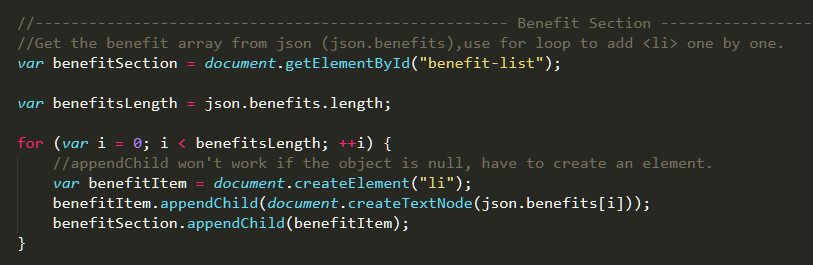 //----------------------------------------------------- Benefit Section -----------------
//Get the benefit array from json (json.benefits),use for loop to add <li> one by one.
var benefitSection = document.getElementById("benefit-list");
var benefitsLength = json.benefits.length;
for (var i = 0; i < benefitsLength; ++i) {
//appendChild won't work if the object is null, have to create an element.
var benefitItem = document.createElement("li");
benefitItem.appendChild(document.createTextNode(json.benefits[i]));
benefitSection.appendChild(benefitItem);
}